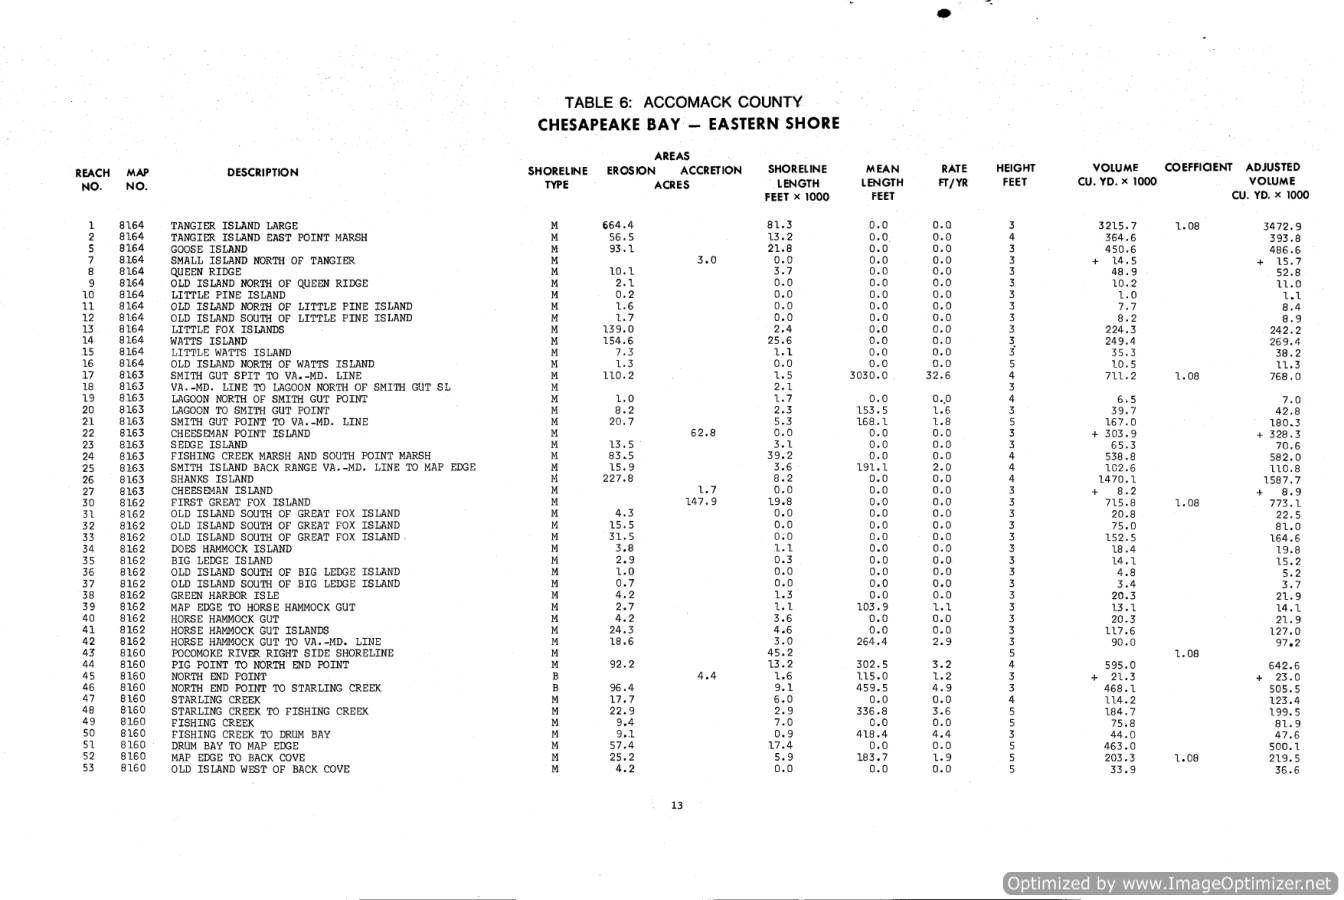 TABLE 6: ACCOMACK COUNTY
CHESAPEAKE BAY — EASTERN SHORE
AREAS
REACH MAP DESCRIPTION SHORELINE EROSION ACCRETION SHORELINE MEAN RATE HEIGHT VOLUME COEFFICIENT ADJUSTED
NO. NO. TYPE ACRES LENGTH LENGTH FT/YR FEET CU. YD. × 1000 VOLUME
FEET × 1000 FEET CU. YD. × 1000
1 8164 TANGIER ISLAND LARGE M 664.4 81.3 0.0 0.0 3 3215.7 1.08 3472.9
2 8164 TANGIER ISLAND EAST POINT MARSH M 56.5 13.2 0.0 0.0 4 364.6 393.8
5 8164 GOOSE ISLAND M 93.1 21.8 0.0 0.0 3 450.6 486.6
7 8164 SMALL ISLAND NORTH OF TANGIER M 3.0 0.0 0.0 0.0 3 + 14.5 + 15.7
8 8164 QUEEN RIDGE M 10.1 3.7 0.0 0.0 3 48.9 52.8
9 8164 OLD ISLAND NORTH OF QUEEN RIDGE M 2.1 0.0 0.0 0.0 3 10.2 11.0
10 8164 LITTLE PINE ISLAND M 0.2 0.0 0.0 0.0 3 1.0 1.1
11 8164 OLD ISLAND NORTH OF LITTLE PINE ISLAND M 1.6 0.0 0.0 0.0 3 7.7 8.4
12 8164 OLD ISLAND SOUTH OF LITTLE PINE ISLAND M 1.7 0.0 0.0 0.0 3 8.2 8.9
13 8164 LITTLE FOX ISLANDS M 139.0 2.4 0.0 0.0 3 224.3 242.2
14 8164 WATTS ISLAND M 154.6 25.6 0.0 0.0 3 249.4 269.4
15 8164 LITTLE WATTS ISLAND M 7.3 1.1 0.0 0.0 3 35.3 38.2
16 8164 OLD ISLAND NORTH OF WATTS ISLAND M 1.3 0.0 0.0 0.0 5 10.5 11.3
17 8163 SMITH GUT SPIT TO VA.-MD. LINE M 110.2 1.5 3030.0 32.6 4 711.2 1.08 768.0
18 8163 VA.-MD. LINE TO LAGOON NORTH OF SMITH GUT SL M 2.1 3
19 8163 LAGOON NORTH OF SMITH GUT POINT M 1.0 1.7 0.0 0.0 4 6.5 7.0
20 8163 LAGOON TO SMITH GUT POINT M 8.2 2.3 153.5 1.6 3 39.7 42.8
21 8163 SMITH GUT POINT TO VA.-MD. LINE M 20.7 5.3 168.1 1.8 5 167.0 180.3
22 8163 CHEESEMAN POINT ISLAND M 62.8 0.0 0.0 0.0 3 + 303.9 + 328.3
23 8163 SEDGE ISLAND M 13.5 3.1 0.0 0.0 3 65.3 70.6
24 8163 FISHING CREEK MARSH AND SOUTH POINT MARSH M 83.5 39.2 0.0 0.0 4 538.8 582.0
25 8163 SMITH ISLAND BACK RANGE VA.-MD. LINE TO MAP EDGE M 15.9 3.6 191.1 2.0 4 102.6 110.8
26 8163 SHANKS ISLAND M 227.8 8.2 0.0 0.0 4 1470.1 1587.7
27 8163 CHEESEMAN ISLAND M 1.7 0.0 0.0 0.0 3 + 8.2 + 8.9
30 8162 FIRST GREAT FOX ISLAND M 147.9 19.8 0.0 0.0 3 715.8 1.08 773.1
31 8162 OLD ISLAND SOUTH OF GREAT FOX ISLAND M 4.3 0.0 0.0 0.0 3 20.8 22.5
32 8162 OLD ISLAND SOUTH OF GREAT FOX ISLAND M 15.5 0.0 0.0 0.0 3 75.0 81.0
33 8162 OLD ISLAND SOUTH OF GREAT FOX ISLAND M 31.5 0.0 0.0 0.0 3 152.5 164.6
34 8162 DOES HAMMOCK ISLAND M 3.8 1.1 0.0 0.0 3 18.4 19.8
35 8162 BIG LEDGE ISLAND M 2.9 0.3 0.0 0.0 3 14.1 15.2
36 8162 OLD ISLAND SOUTH OF BIG LEDGE ISLAND M 1.0 0.0 0.0 0.0 3 4.8 5.2
37 8162 OLD ISLAND SOUTH OF BIG LEDGE ISLAND M 0.7 0.0 0.0 0.0 3 3.4 3.7
38 8162 GREEN HARBOR ISLE M 4.2 1.3 0.0 0.0 3 20.3 21.9
39 8162 MAP EDGE TO HORSE HAMMOCK GUT M 2.7 1.1 103.9 1.1 3 13.1 14.1
40 8162 HORSE HAMMOCK GUT M 4.2 3.6 0.0 0.0 3 20.3 21.9
41 8162 HORSE HAMMOCK GUT ISLANDS M 24.3 4.6 0.0 0.0 3 117.6 127.0
42 8162 HORSE HAMMOCK GUT TO VA.-MD. LINE M 18.6 3.0 264.4 2.9 3 90.0 97.2
43 8160 POCOMOKE RIVER RIGHT SIDE SHORELINE M 45.2 5 1.08
44 8160 PIG POINT TO NORTH END POINT M 92.2 13.2 302.5 3.2 4 595.0 642.6
45 8160 NORTH END POINT B 4.4 1.6 115.0 1.2 3 + 21.3 + 23.0
46 8160 NORTH END POINT TO STARLING CREEK B 96.4 9.1 459.5 4.9 3 468.1 505.5
47 8160 STARLING CREEK M 17.7 6.0 0.0 0.0 4 114.2 123.4
48 8160 STARLING CREEK TO FISHING CREEK M 22.9 2.9 336.8 3.6 5 184.7 199.5
49 8160 FISHING CREEK M 9.4 7.0 0.0 0.0 5 75.8 81.9
50 8160 FISHING CREEK TO DRUM BAY M 9.1 0.9 418.4 4.4 3 44.0 47.6
51 8160 DRUM BAY TO MAP EDGE M 57.4 17.4 0.0 0.0 5 463.0 500.1
52 8160 MAP EDGE TO BACK COVE M 25.2 5.9 183.7 1.9 5 203.3 1.08 219.5
53 8160 OLD ISLAND WEST OF BACK COVE M 4.2 0.0 0.0 0.0 5 33.9 36.6
13
Optimized by www.ImageOptimizer.net